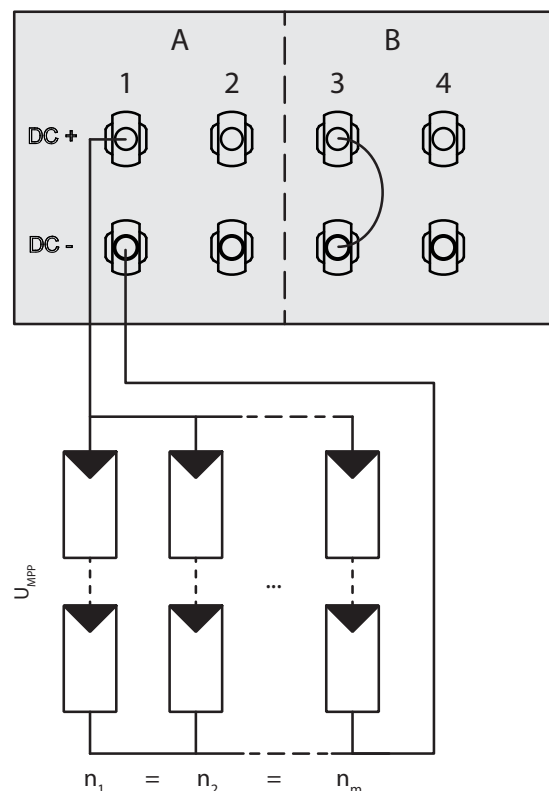 A B
1 2 3 4
DC +
DC -
U_MPP
...
n_1 = n_2 = n_m